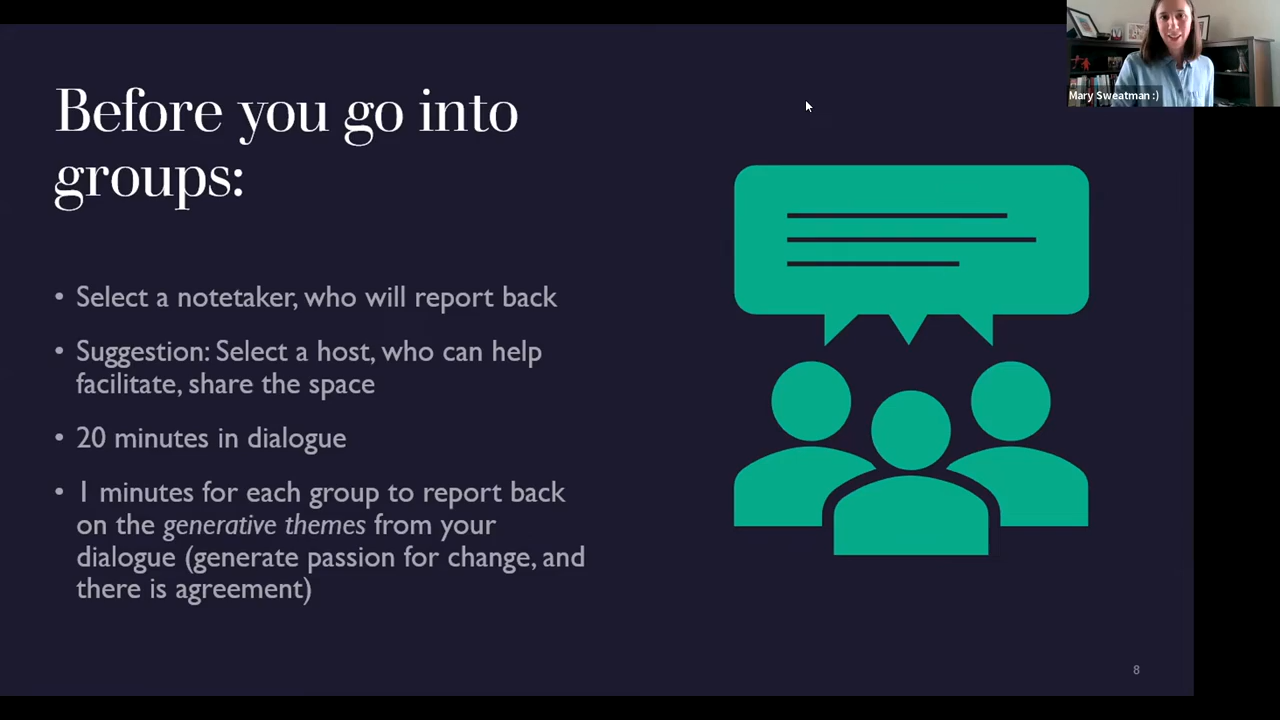 Before you go into
groups:
• Select a notetaker, who will report back
• Suggestion: Select a host, who can help
facilitate, share the space
• 20 minutes in dialogue
• 1 minutes for each group to report back
on the generative themes from your
dialogue (generate passion for change, and
there is agreement)
Mary Sweatman :)
8